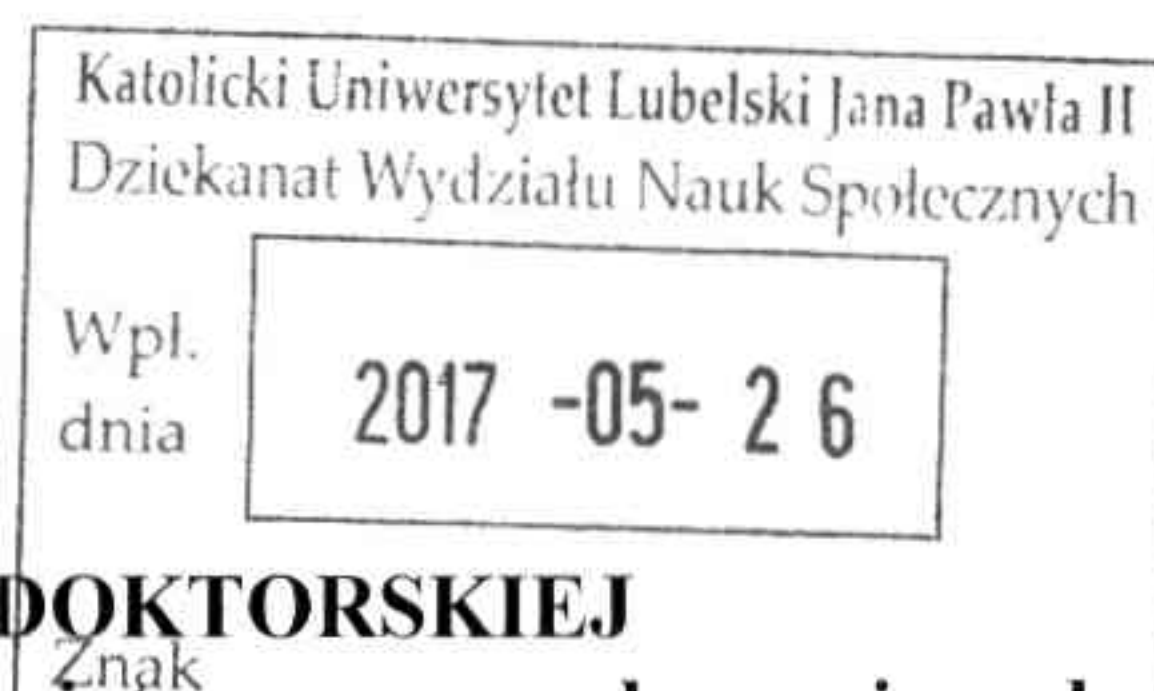 Katolicki Uniwersytet Lubelski Jana Pawła II
Dziekanat Wydziału Nauk Społecznych
Wpł.
dnia
2017 -05- 2 6
DOKTORSKIEJ
Znak